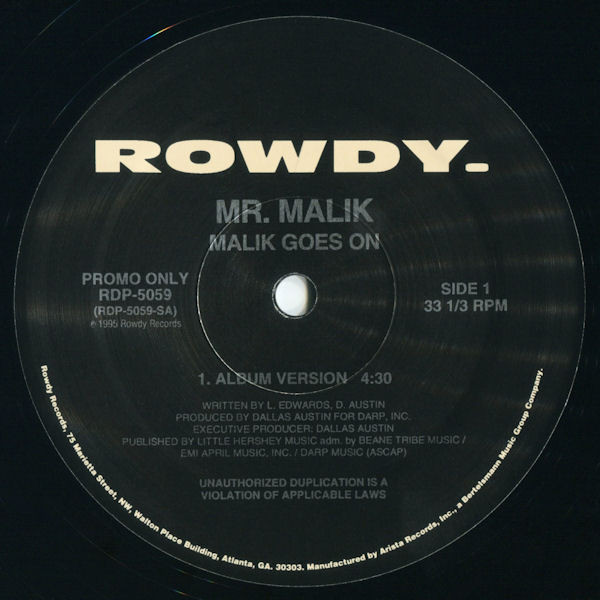 ROWDY.
MR. MALIK
MALIK GOES ON
PROMO ONLY
RDP-5059
(RDP-5059-SA)
℗ 1995 Rowdy Records
SIDE 1
33 1/3 RPM
1. ALBUM VERSION 4:30
WRITTEN BY L. EDWARDS, D. AUSTIN
PRODUCED BY DALLAS AUSTIN FOR DARP, INC.
EXECUTIVE PRODUCER: DALLAS AUSTIN
PUBLISHED BY LITTLE HERSHEY MUSIC adm. by BEANE TRIBE MUSIC /
EMI APRIL MUSIC, INC. / DARP MUSIC (ASCAP)
UNAUTHORIZED DUPLICATION IS A
VIOLATION OF APPLICABLE LAWS
Rowdy Records, 75 Marietta Street, NW, Walton Place Building, Atlanta, GA. 30303. Manufactured by Arista Records, Inc., a Bertelsmann Music Group Company.